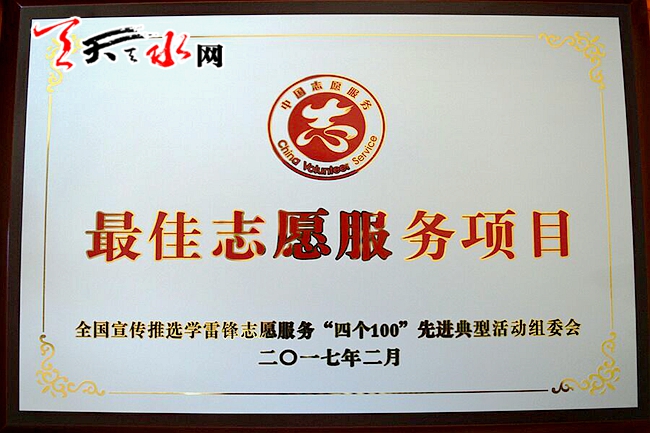 天天天水网
中国志愿服务
China Volunteer Service
最佳志愿服务项目
全国宣传推选学雷锋志愿服务“四个100”先进典型活动组委会
二〇一七年二月